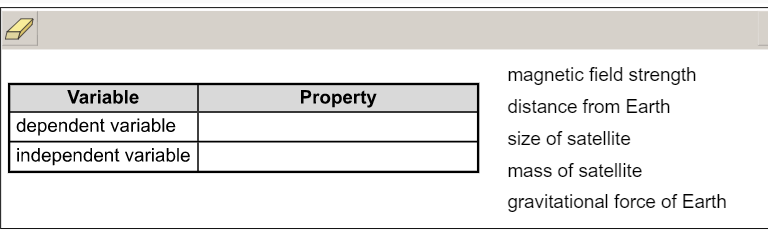 Variable Property
dependent variable
independent variable
magnetic field strength
distance from Earth
size of satellite
mass of satellite
gravitational force of Earth